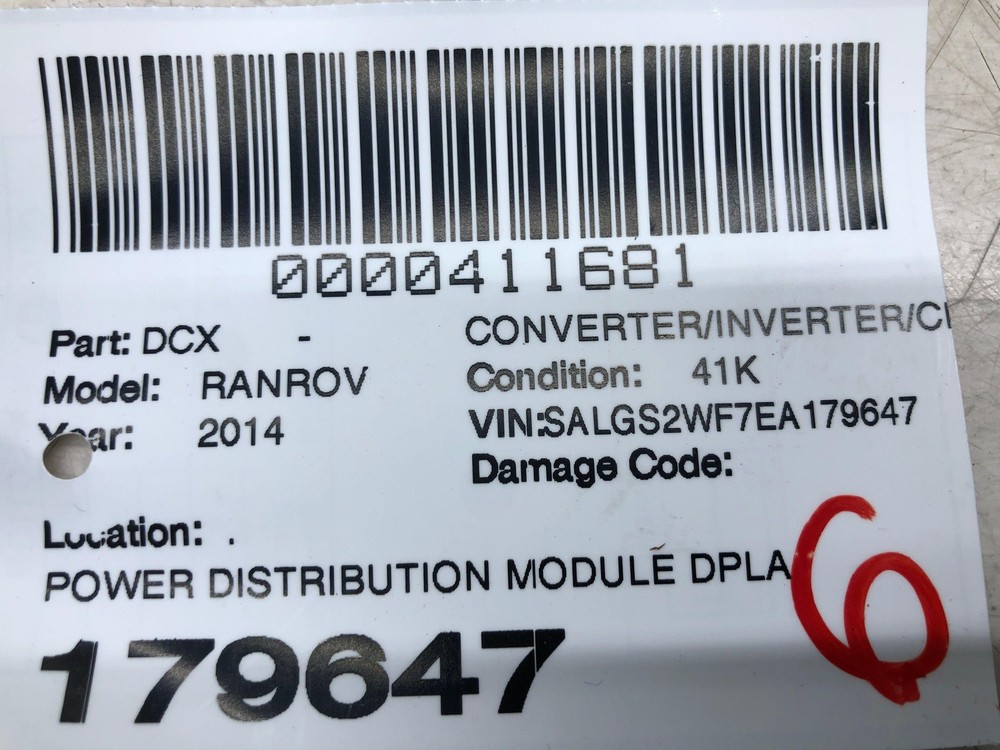 0000411681
Part: DCX - CONVERTER/INVERTER/C
Model: RANROV Condition: 41K
Year: 2014 VIN:SALGS2WF7EA179647
Damage Code:
Location: .
POWER DISTRIBUTION MODULE DPLA
6
179647